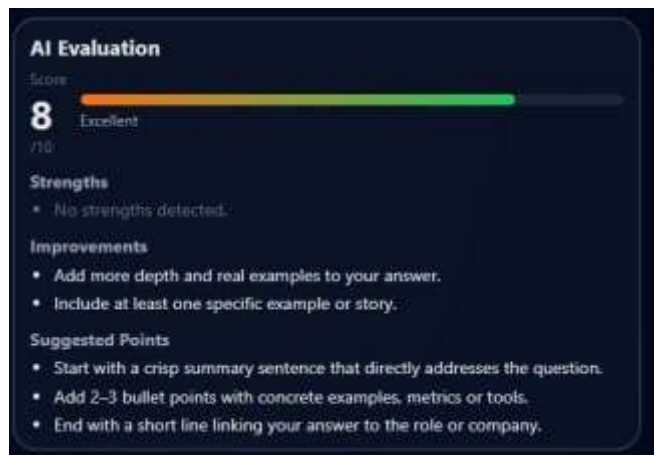 AI Evaluation
Score
8
Excellent
/10
Strengths
• No strengths detected.
Improvements
• Add more depth and real examples to your answer.
• Include at least one specific example or story.
Suggested Points
• Start with a crisp summary sentence that directly addresses the question.
• Add 2–3 bullet points with concrete examples, metrics or tools.
• End with a short line linking your answer to the role or company.